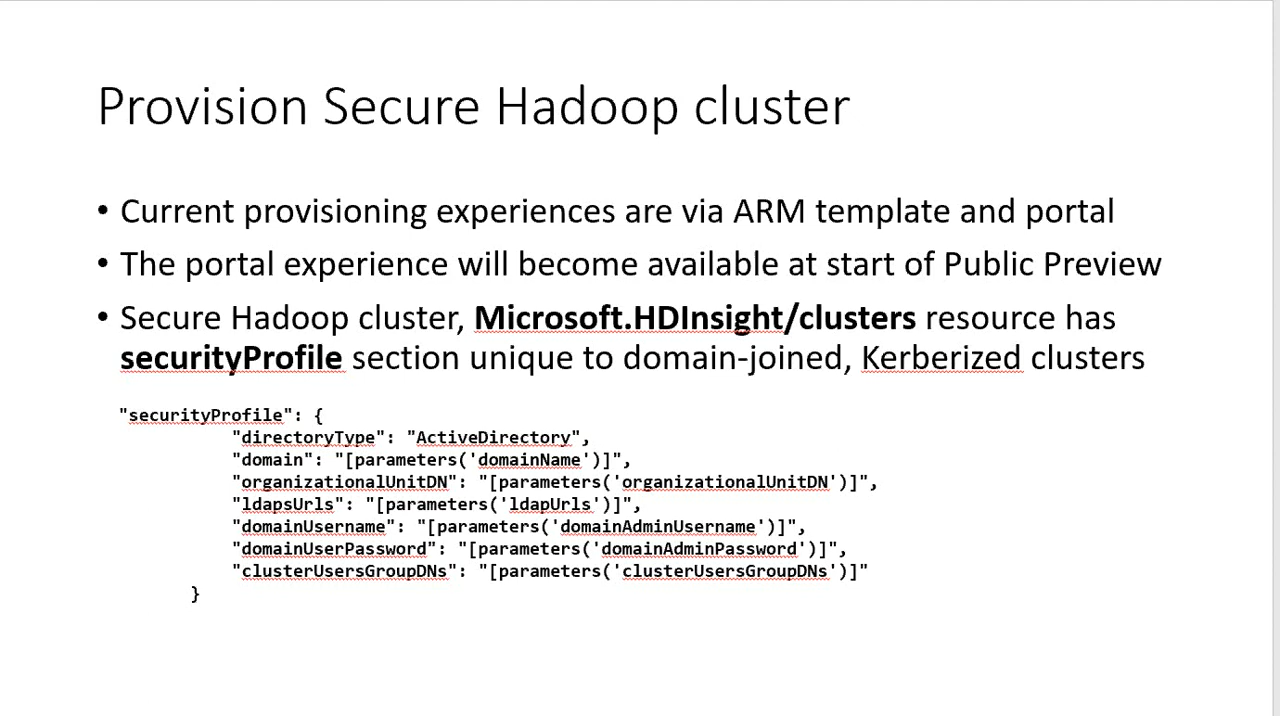 Provision Secure Hadoop cluster
• Current provisioning experiences are via ARM template and portal
• The portal experience will become available at start of Public Preview
• Secure Hadoop cluster, Microsoft.HDInsight/clusters resource has
securityProfile section unique to domain-joined, Kerberized clusters
"securityProfile": {
"directoryType": "ActiveDirectory",
"domain": "[parameters('domainName')]",
"organizationalUnitDN": "[parameters('organizationalUnitDN')]",
"ldapsUrls": "[parameters('ldapUrls')]",
"domainUsername": "[parameters('domainAdminUsername')]",
"domainUserPassword": "[parameters('domainAdminPassword')]",
"clusterUsersGroupDNs": "[parameters('clusterUsersGroupDNs')]"
}